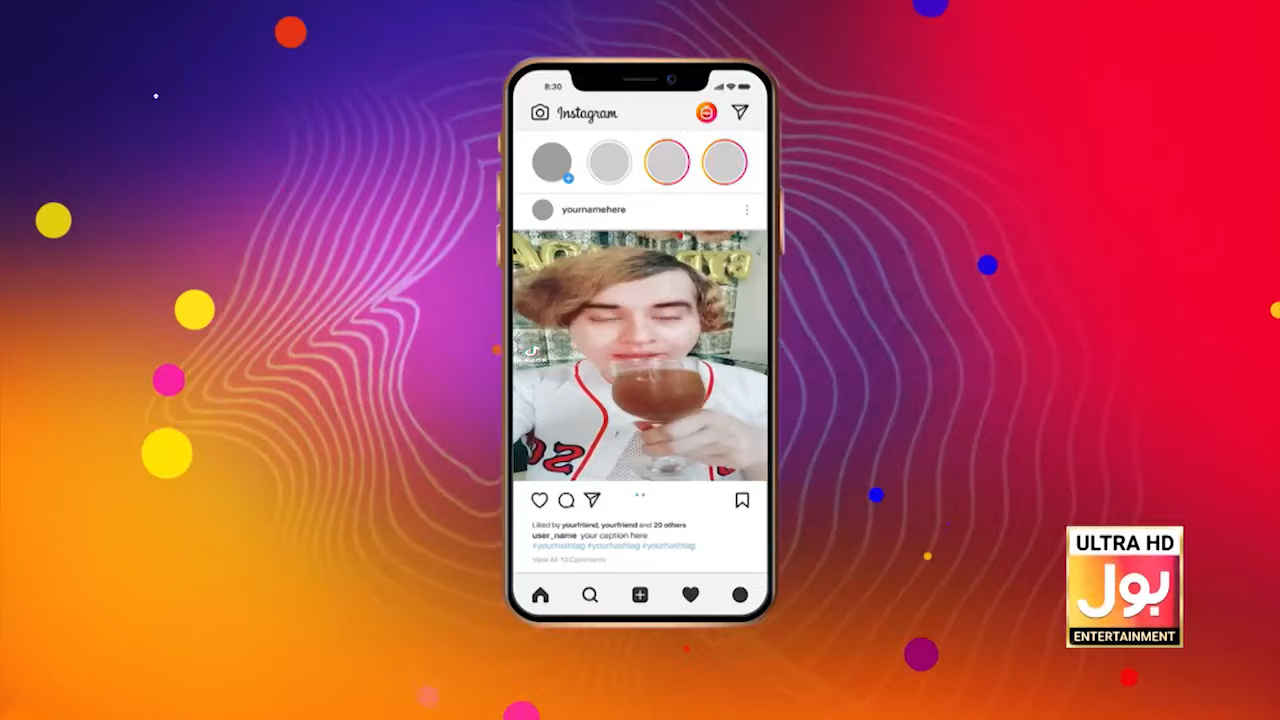 8:30
Instagram
yournamehere
Liked by yourfriend, yourfriend and 20 others
user_name your caption here
#yourhashtag #yourhashtag #yourhashtag
View All 10 Comments
ULTRA HD
بول
ENTERTAINMENT